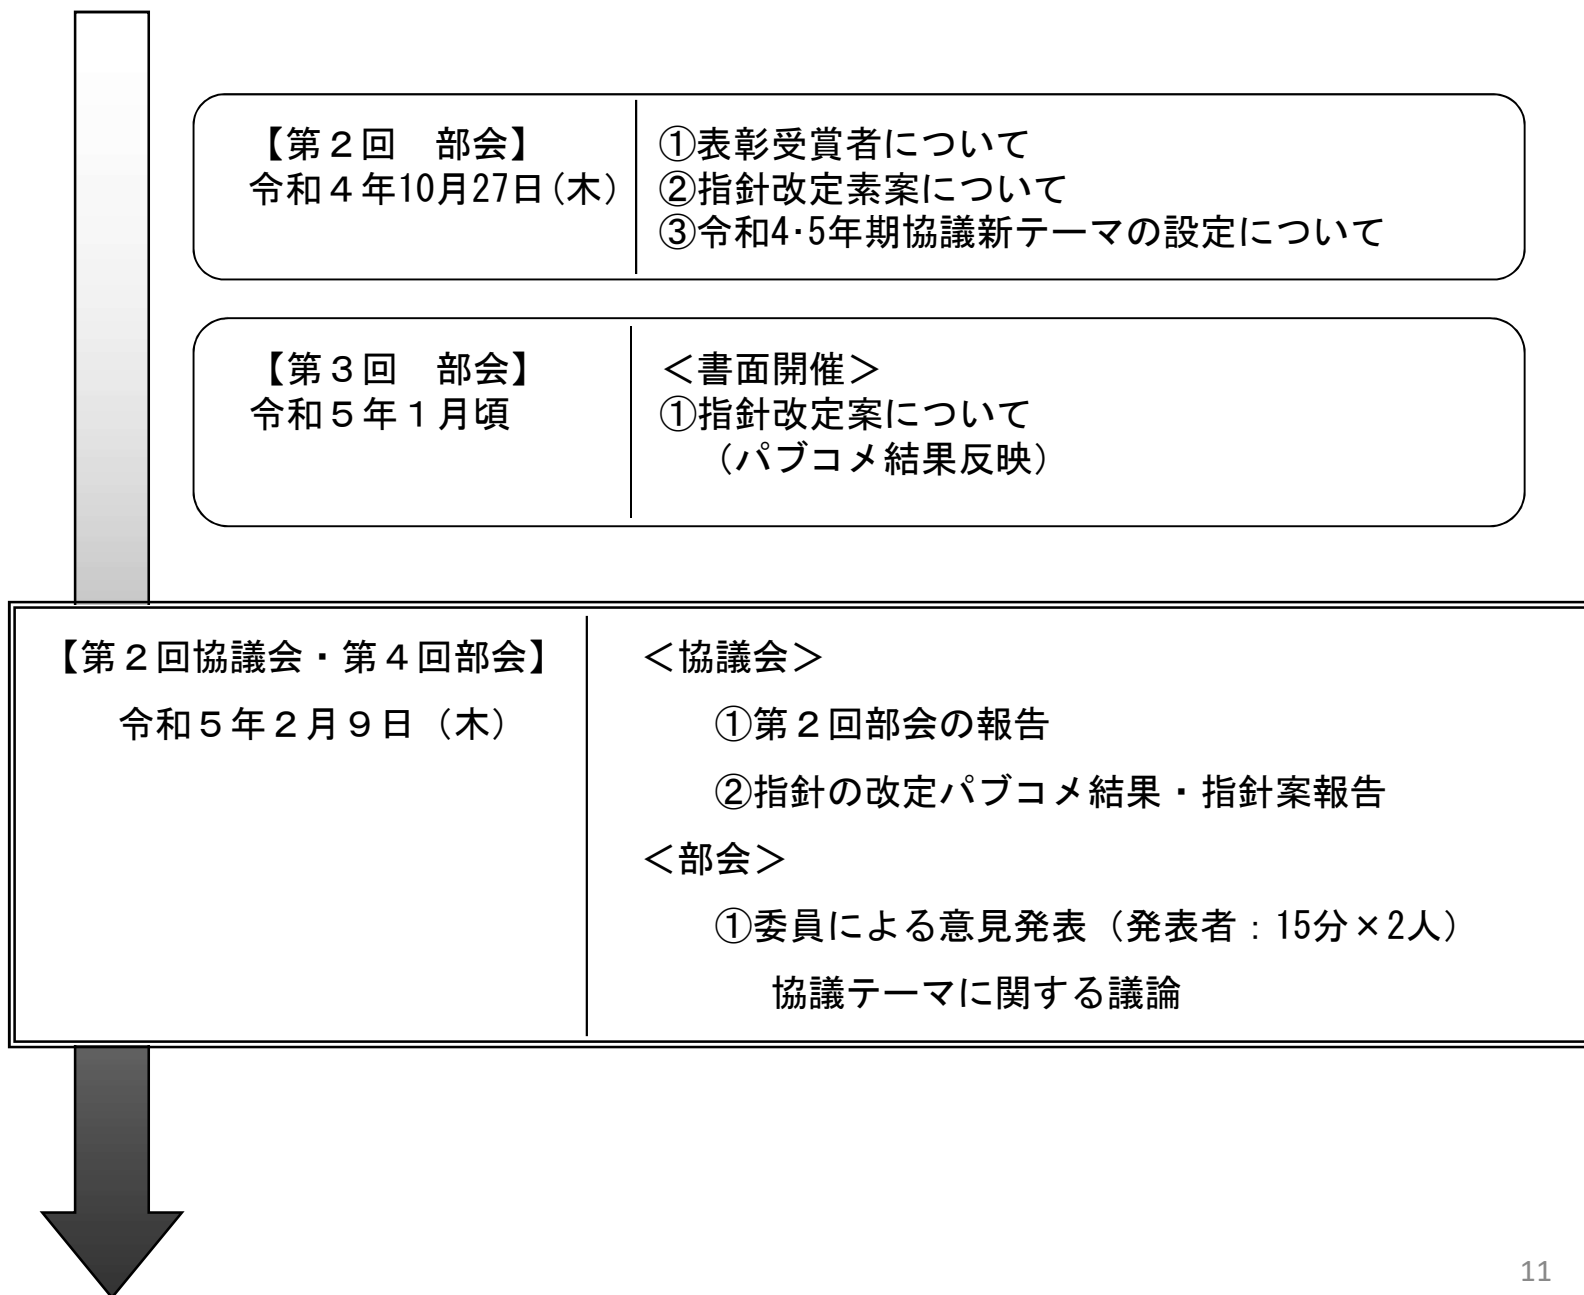 【第２回　部会】
令和４年10月27日(木)
①表彰受賞者について
②指針改定素案について
③令和4･5年期協議新テーマの設定について
【第３回　部会】
令和５年１月頃
＜書面開催＞
①指針改定案について
（パブコメ結果反映）
【第２回協議会・第４回部会】
令和５年２月９日（木）
＜協議会＞
①第２回部会の報告
②指針の改定パブコメ結果・指針案報告
＜部会＞
①委員による意見発表（発表者：15分×2人）
協議テーマに関する議論
11